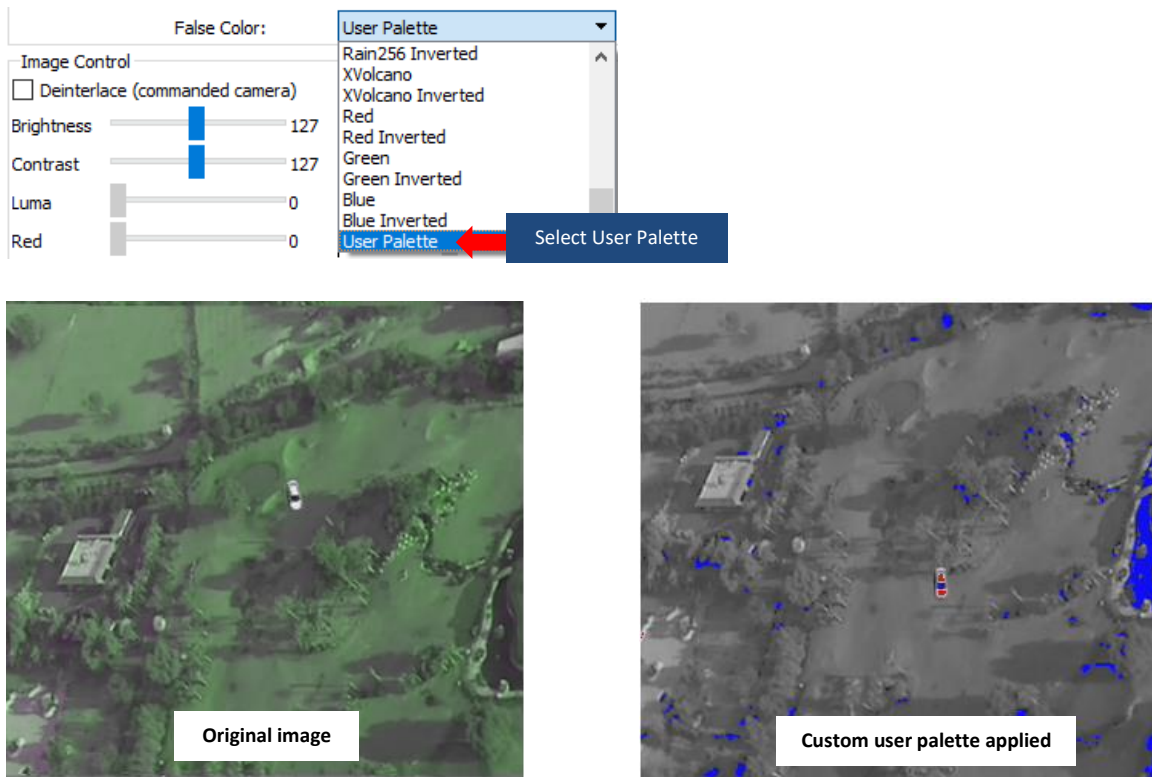 False Color:
User Palette
Image Control
Deinterlace (commanded camera)
Brightness
127
Contrast
127
Luma
0
Red
0
Rain256 Inverted
XVolcano
XVolcano Inverted
Red
Red Inverted
Green
Green Inverted
Blue
Blue Inverted
User Palette
Select User Palette
Original image
Custom user palette applied